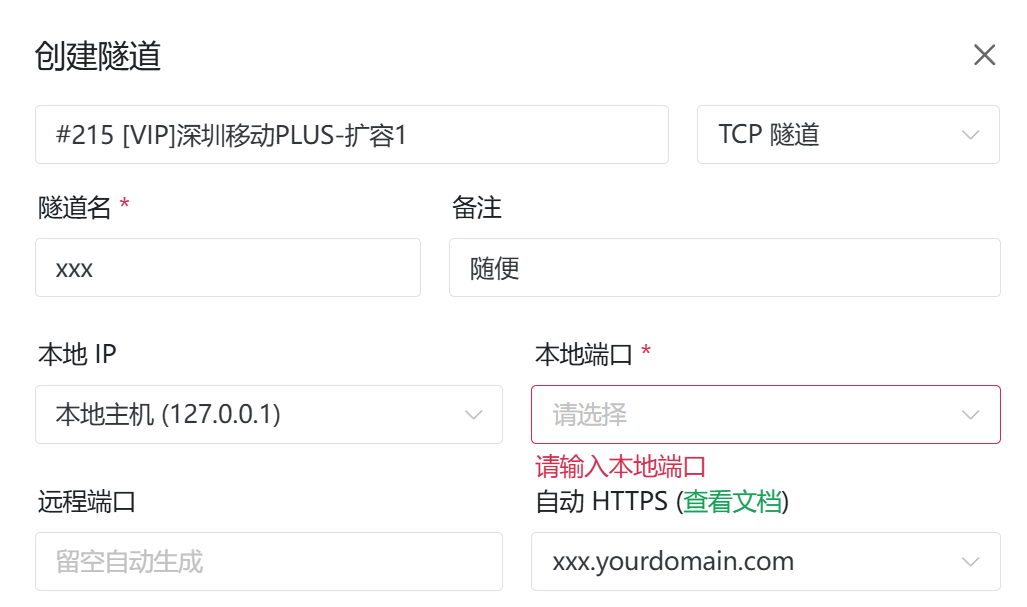 创建隧道
#215 [VIP]深圳移动PLUS-扩容1
TCP 隧道
隧道名 *
备注
xxx
随便
本地 IP
本地端口 *
本地主机 (127.0.0.1)
请选择
请输入本地端口
远程端口
自动 HTTPS (查看文档)
留空自动生成
xxx.yourdomain.com